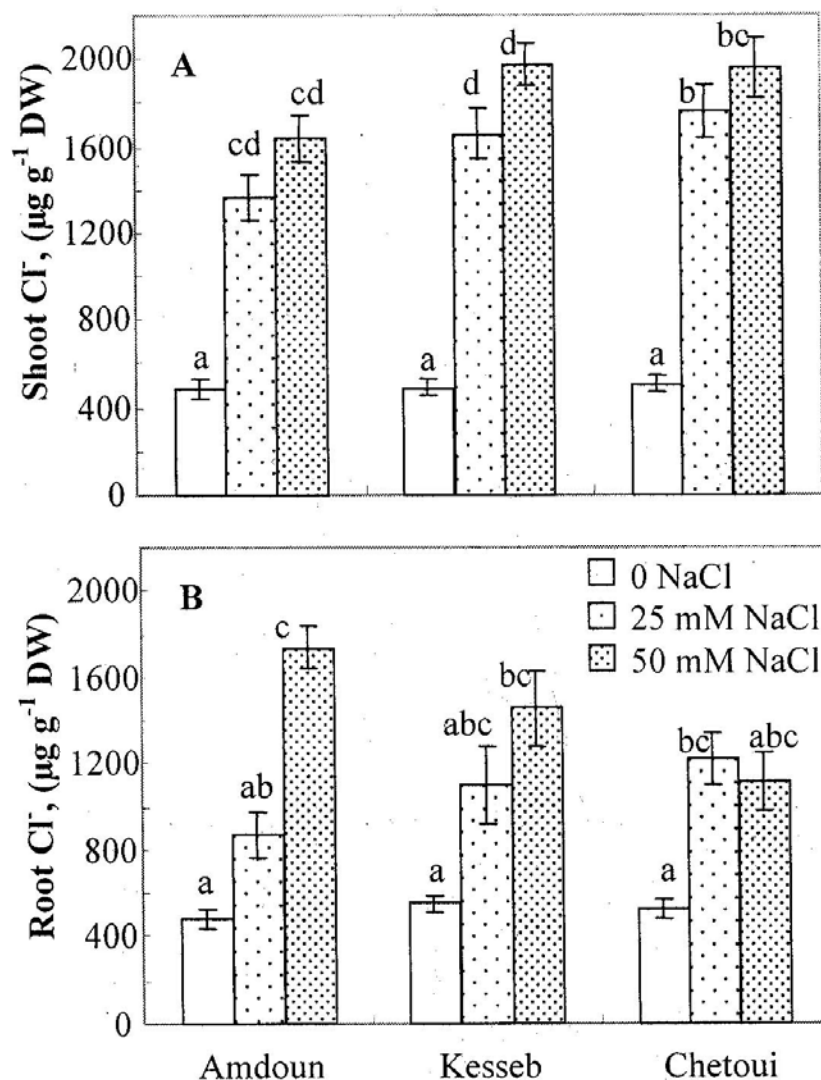 A
Shoot Cl⁻, (µg g⁻¹ DW)
2000
1600
1200
800
400
0
a
cd
cd
a
d
d
a
b
bc
B
Root Cl⁻, (µg g⁻¹ DW)
2000
1600
1200
800
400
0
0 NaCl
25 mM NaCl
50 mM NaCl
a
ab
c
a
abc
bc
a
bc
abc
Amdoun Kesseb Chetoui